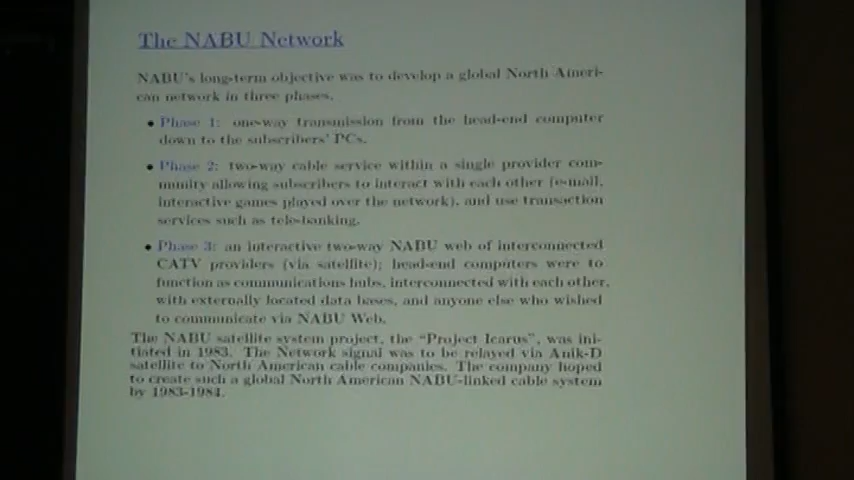 The NABU Network
NABU's long-term objective was to develop a global North Ameri-
can network in three phases.
• Phase 1: one-way transmission from the head-end computer
down to the subscribers' PCs.
• Phase 2: two-way cable service within a single provider com-
munity allowing subscribers to interact with each other (e-mail,
interactive games played over the network), and use transaction
services such as tele-banking.
• Phase 3: an interactive two-way NABU web of interconnected
CATV providers (via satellite); head-end computers were to
function as communications hubs, interconnected with each other,
with externally located data bases, and anyone else who wished
to communicate via NABU Web.
The NABU satellite system project, the "Project Icarus", was ini-
tiated in 1983. The Network signal was to be relayed via Anik-D
satellite to North American cable companies. The company hoped
to create such a global North American NABU-linked cable system
by 1983-1984.